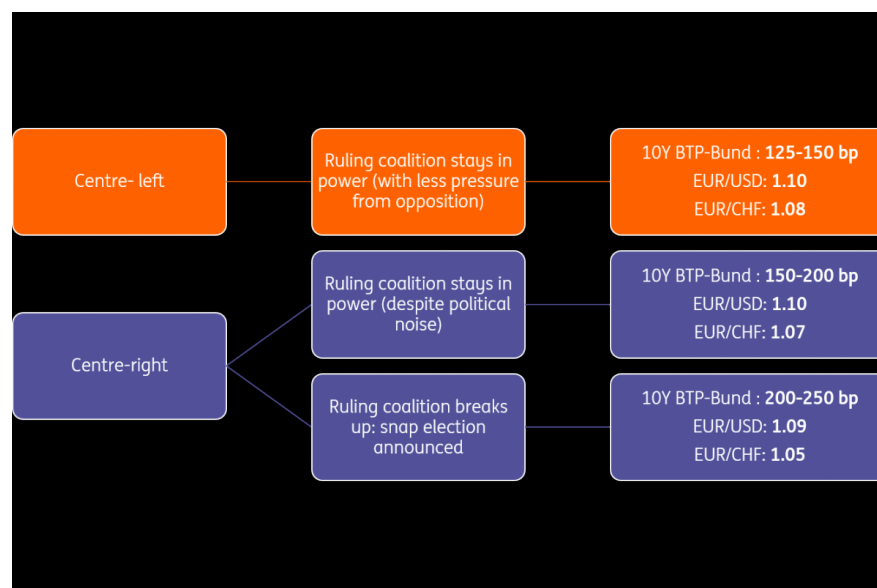 Centre- left
Ruling coalition stays in
power (with less pressure
from opposition)
10Y BTP-Bund : 125-150 bp
EUR/USD: 1.10
EUR/CHF: 1.08
Centre-right
Ruling coalition stays in
power (despite political
noise)
10Y BTP-Bund : 150-200 bp
EUR/USD: 1.10
EUR/CHF: 1.07
Ruling coalition breaks
up: snap election
announced
10Y BTP-Bund : 200-250 bp
EUR/USD: 1.09
EUR/CHF: 1.05